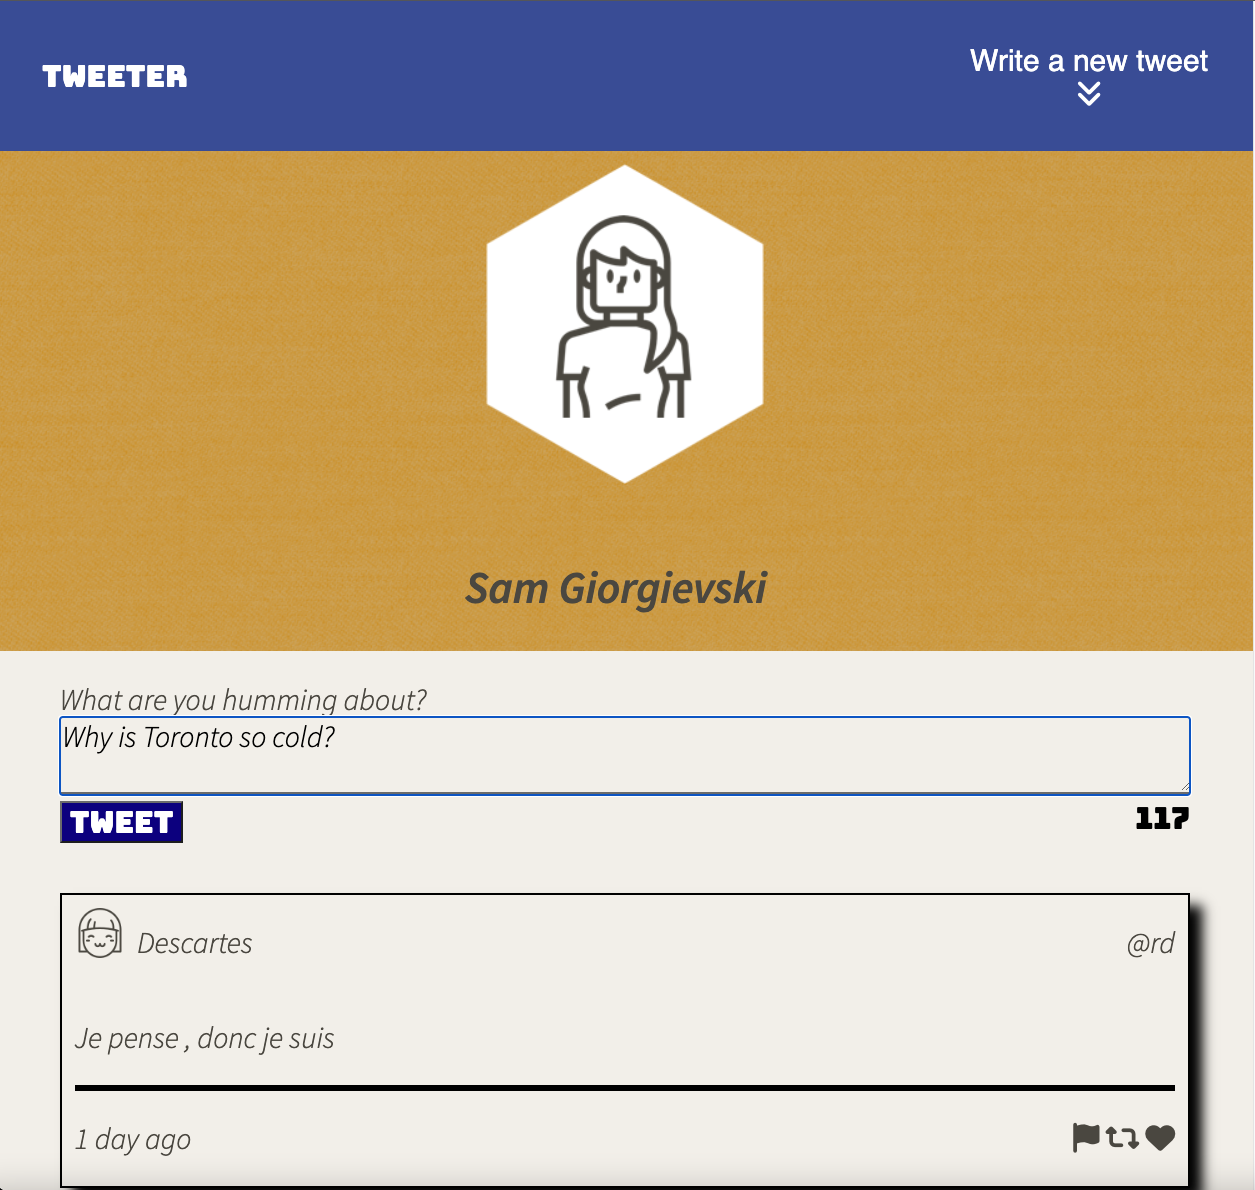 TWEETER
Write a new tweet
Sam Giorgievski
What are you humming about?
Why is Toronto so cold?
TWEET
117
Descartes
@rd
Je pense , donc je suis
1 day ago